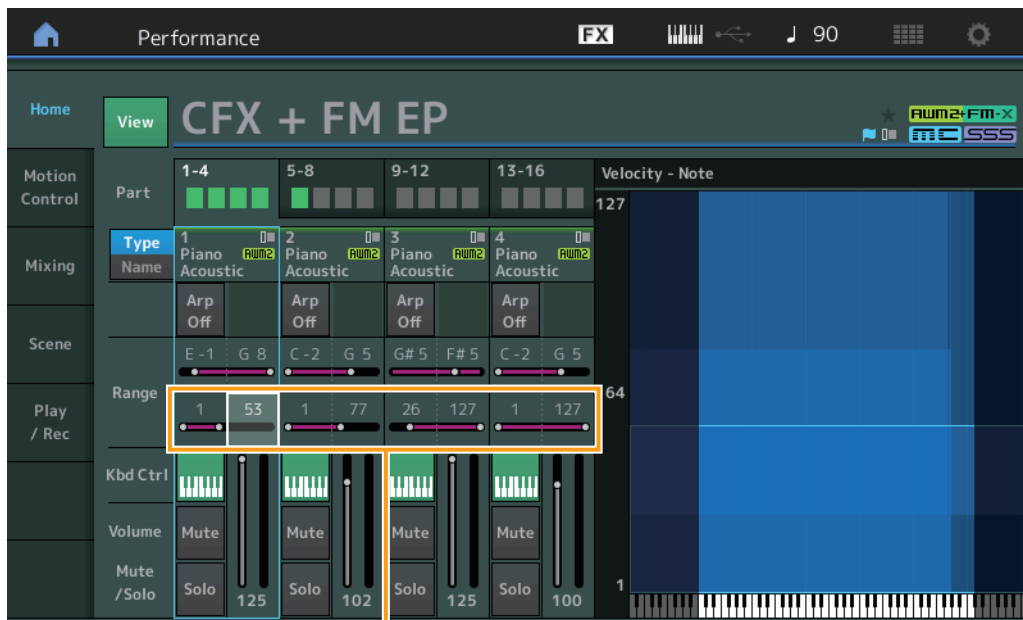 Performance FX 90
Home
View
CFX + FM EP
AWM2+FM-X
MC SSS
Motion
Control
Part
1-4 5-8 9-12 13-16
Velocity - Note
127
Type
Name
1 2 3 4
Piano AWM2 Piano AWM2 Piano AWM2 Piano AWM2
Acoustic Acoustic Acoustic Acoustic
Mixing
Arp Arp Arp Arp
Off Off Off Off
Scene
E -1 G 8 C -2 G 5 G# 5 F# 5 C -2 G 5
Range
64
1 53 1 77 26 127 1 127
Play
/ Rec
Kbd Ctrl
Volume
Mute Mute Mute Mute
Mute
/Solo
Solo Solo Solo Solo
125 102 125 100
1